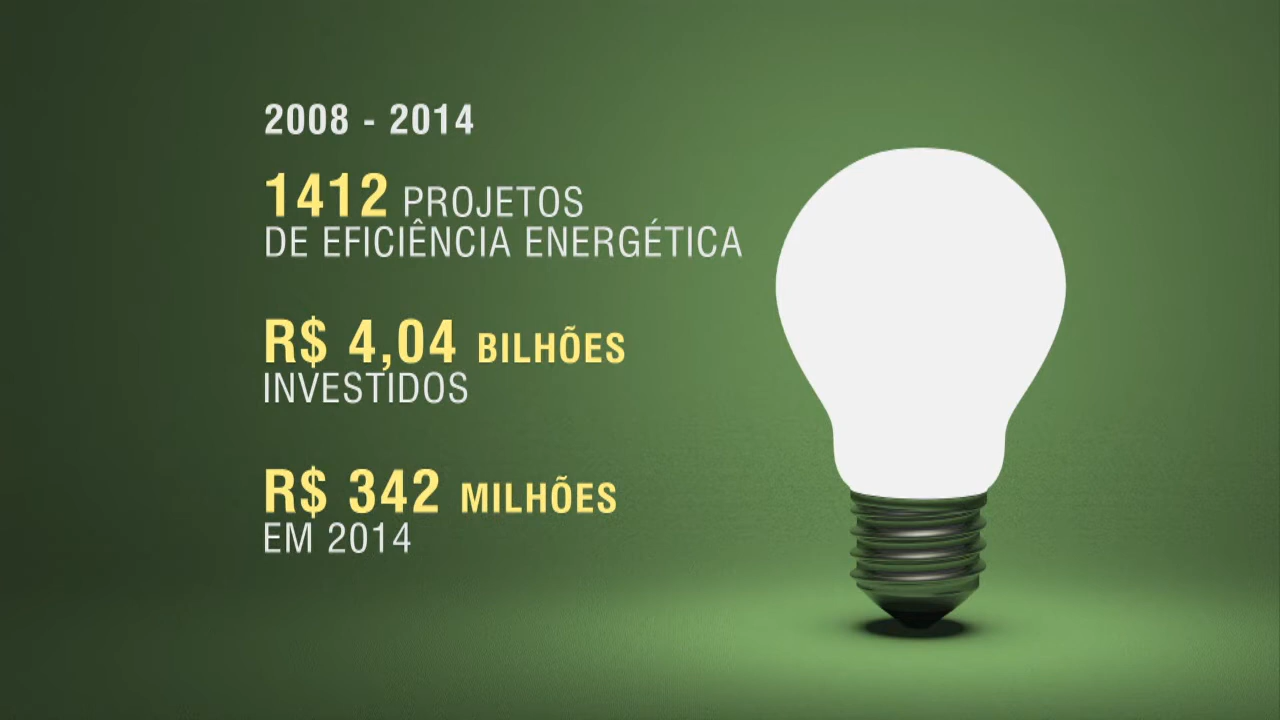 2008 - 2014
1412 PROJETOS
DE EFICIÊNCIA ENERGÉTICA
R$ 4,04 BILHÕES
INVESTIDOS
R$ 342 MILHÕES
EM 2014